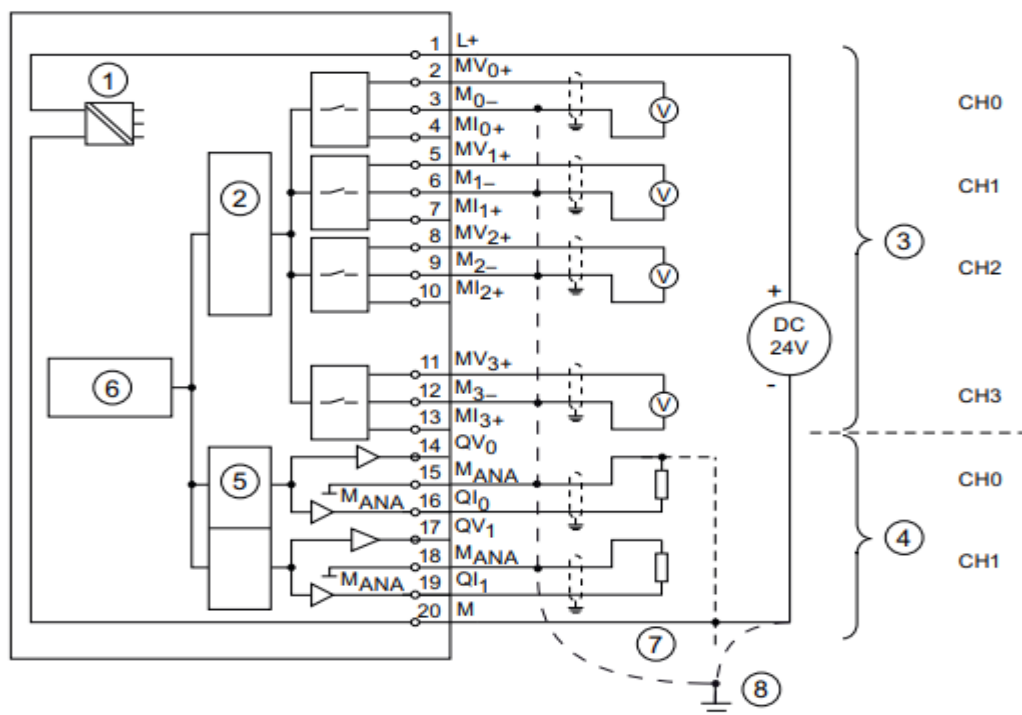 1 L+
2 MV0+
3 M0–
4 MI0+
5 MV1+
6 M1–
7 MI1+
8 MV2+
9 M2–
10 MI2+
11 MV3+
12 M3–
13 MI3+
14 QV0
15 MANA
16 QI0
17 QV1
18 MANA
19 QI1
20 M
1
2
6
5
MANA
MANA
V
V
V
V
+
DC
24V
-
3
4
7
8
CH0
CH1
CH2
CH3
CH0
CH1